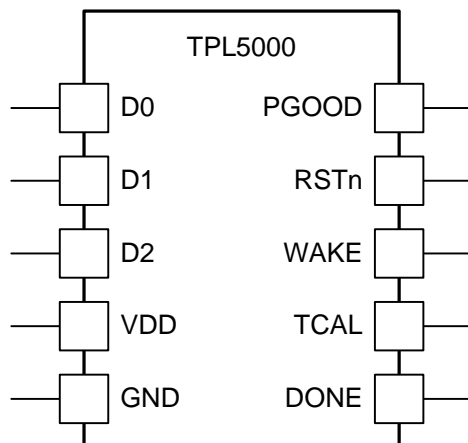 TPL5000
D0 PGOOD
D1 RSTn
D2 WAKE
VDD TCAL
GND DONE